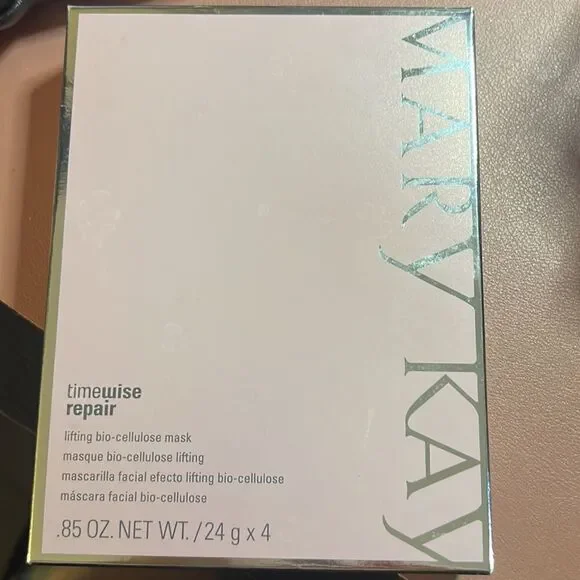 MARY KAY
timewise
repair
lifting bio-cellulose mask
masque bio-cellulose lifting
mascarilla facial efecto lifting bio-cellulose
máscara facial bio-cellulose
.85 OZ. NET WT. / 24 g x 4